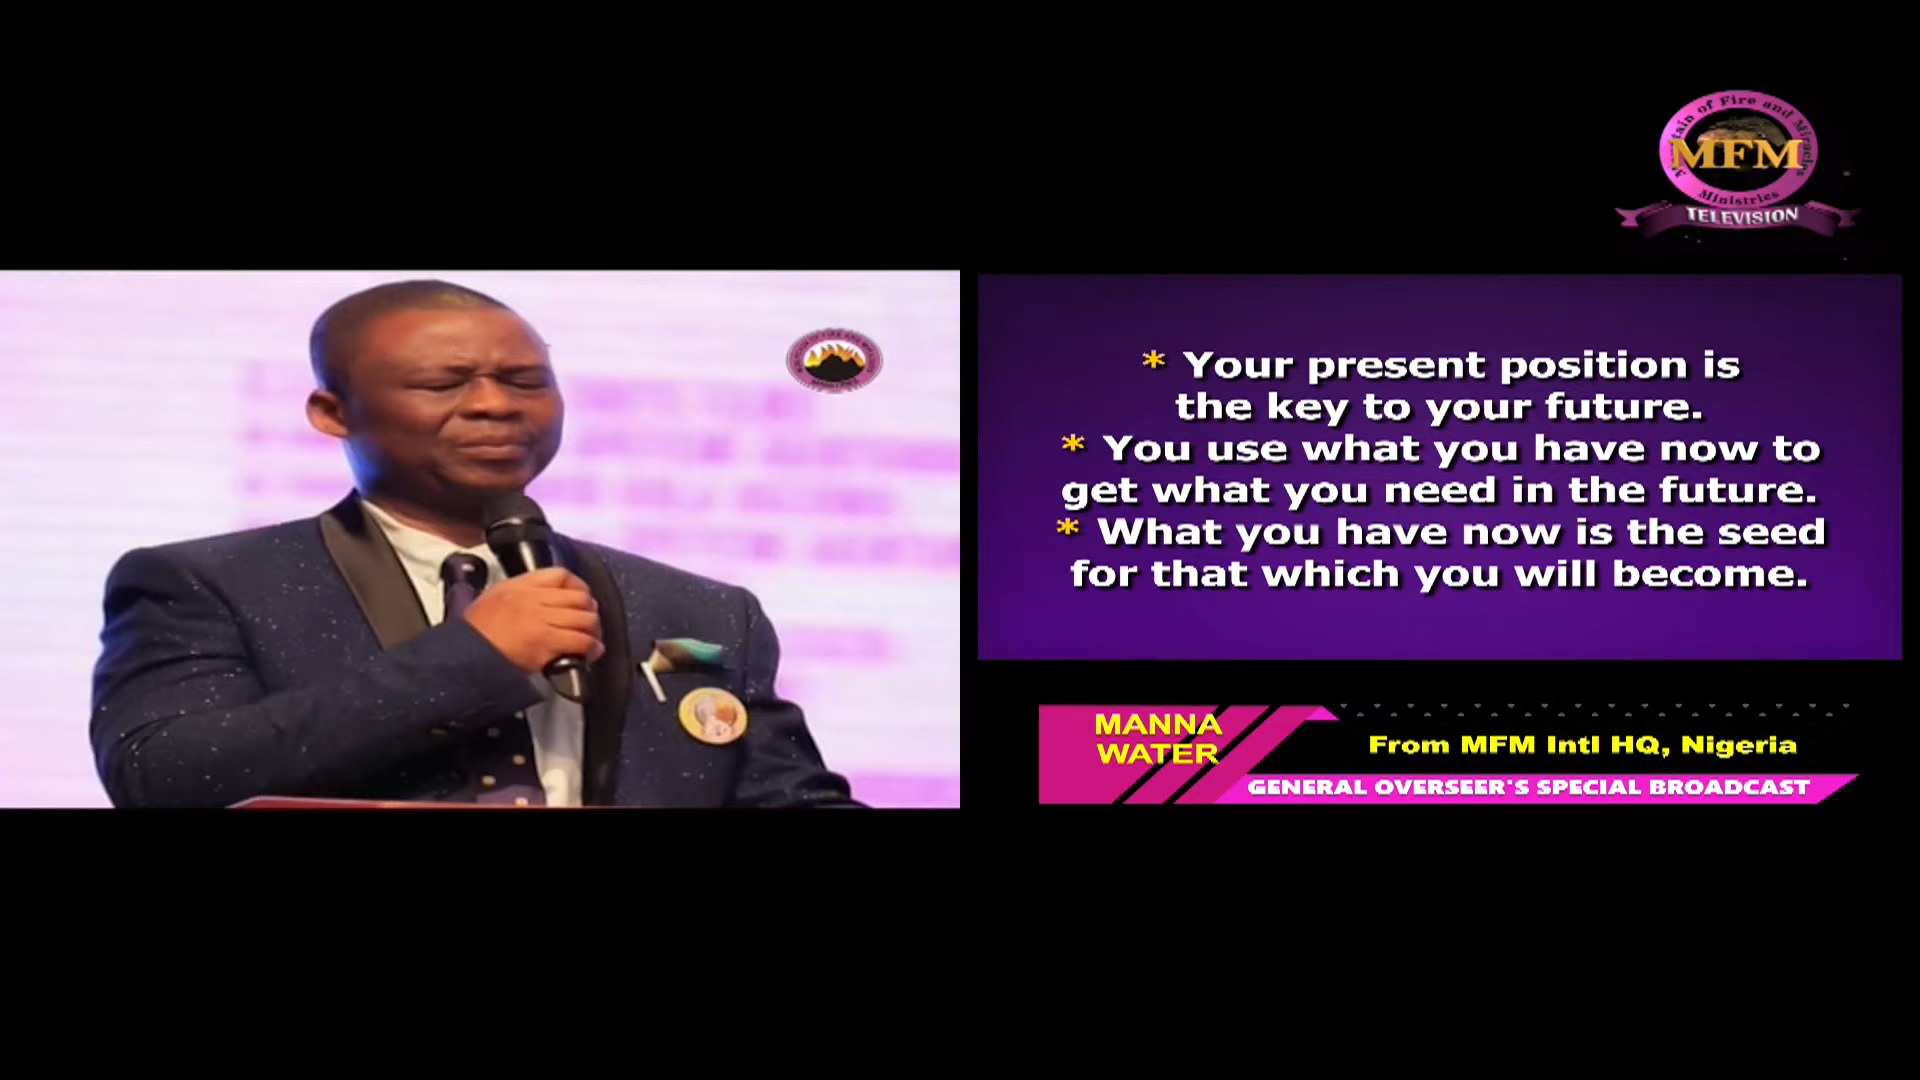 Mountain of Fire and Miracles
MFM
Ministries
TELEVISION
* Your present position is
the key to your future.
* You use what you have now to
get what you need in the future.
* What you have now is the seed
for that which you will become.
MANNA
WATER
From MFM Intl HQ, Nigeria
GENERAL OVERSEER'S SPECIAL BROADCAST